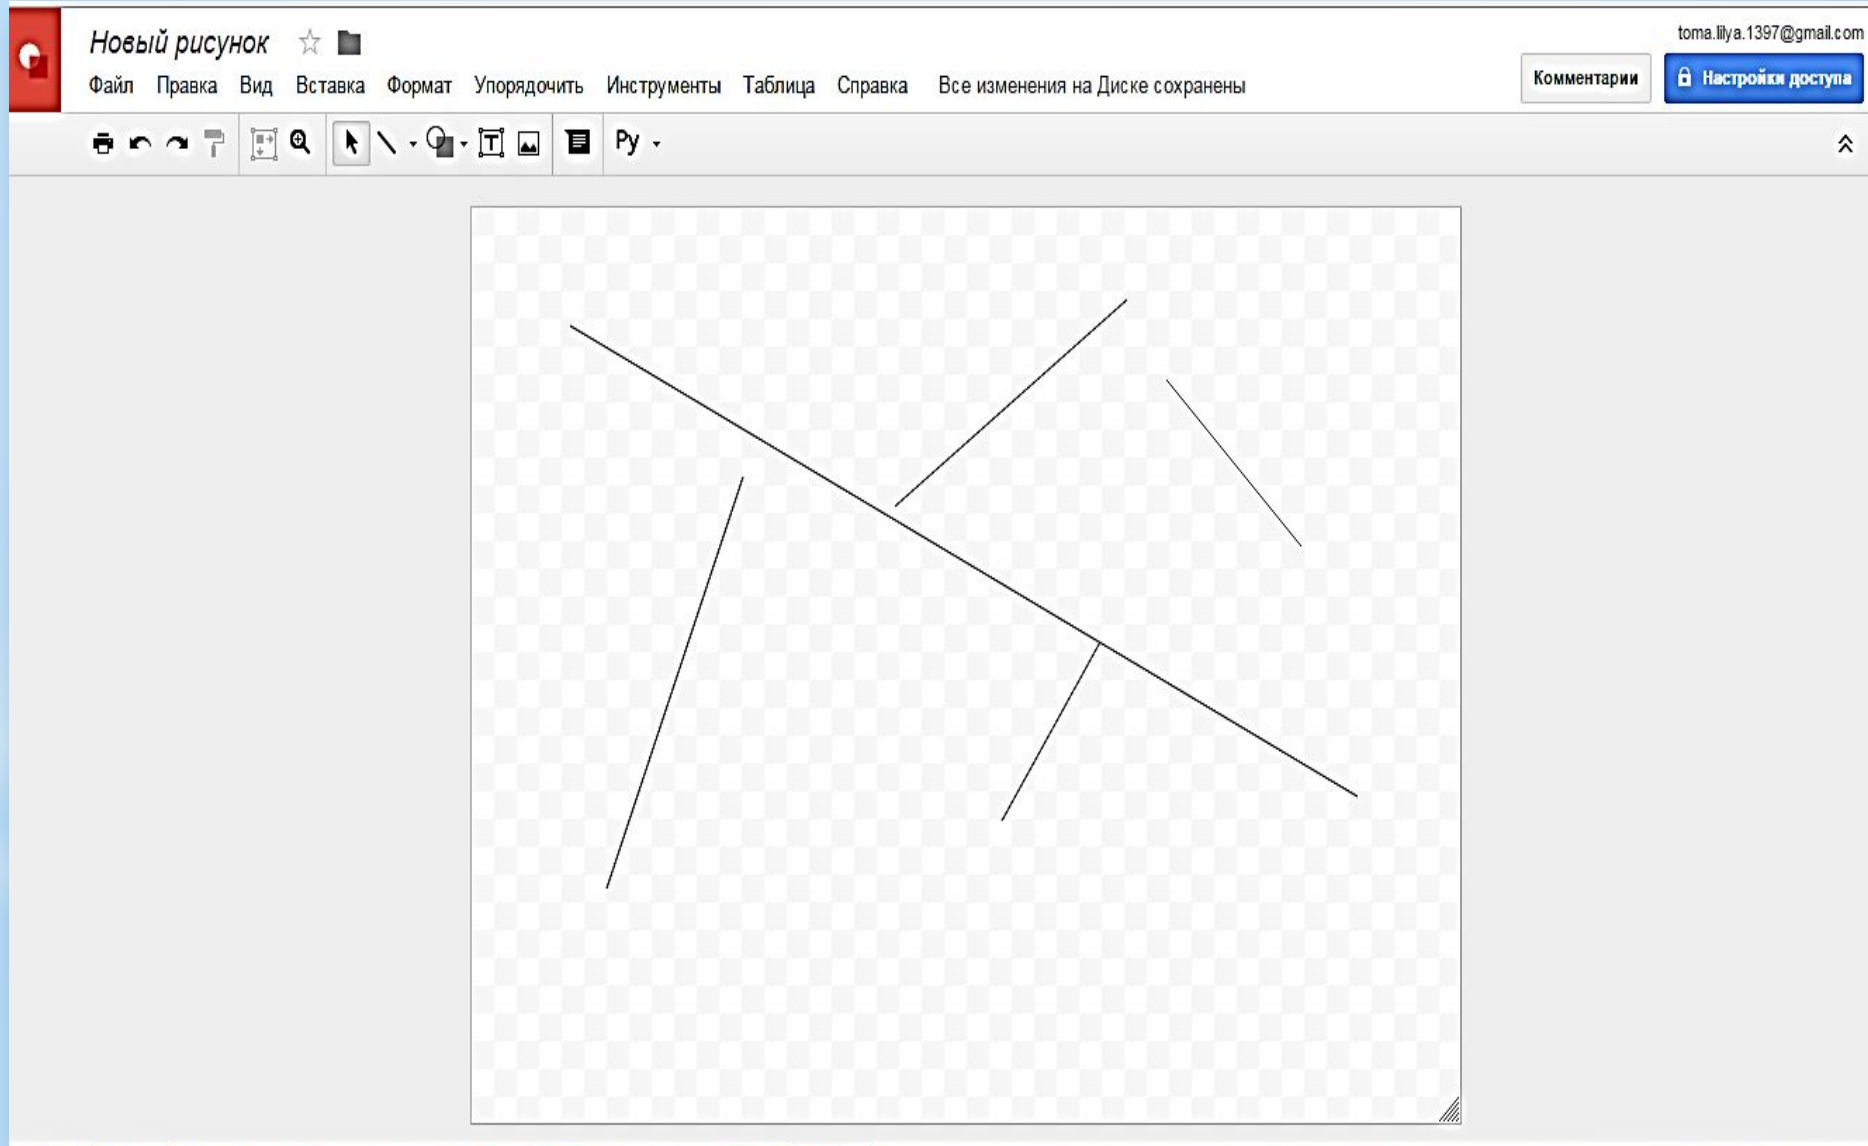 Новый рисунок
toma.lilya.1397@gmail.com
Файл Правка Вид Вставка Формат Упорядочить Инструменты Таблица Справка Все изменения на Диске сохранены
Комментарии Настройки доступа
Ру